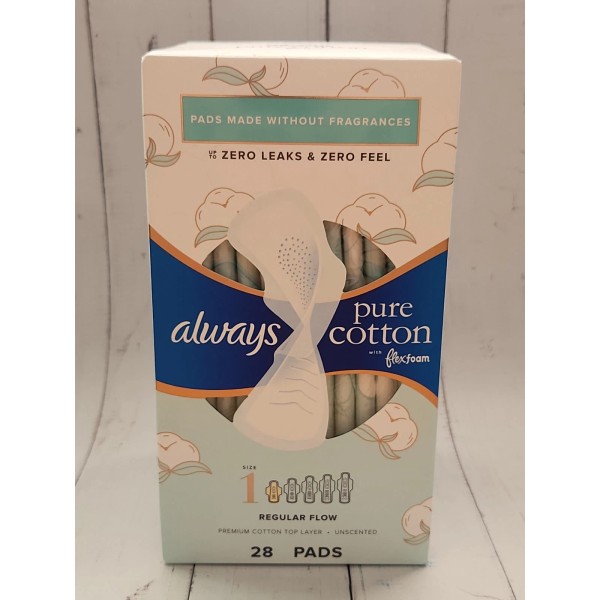 PADS MADE WITHOUT FRAGRANCES
UP TO ZERO LEAKS & ZERO FEEL
always
pure
cotton
with flexfoam
SIZE
1
REGULAR FLOW
PREMIUM COTTON TOP LAYER • UNSCENTED
28 PADS